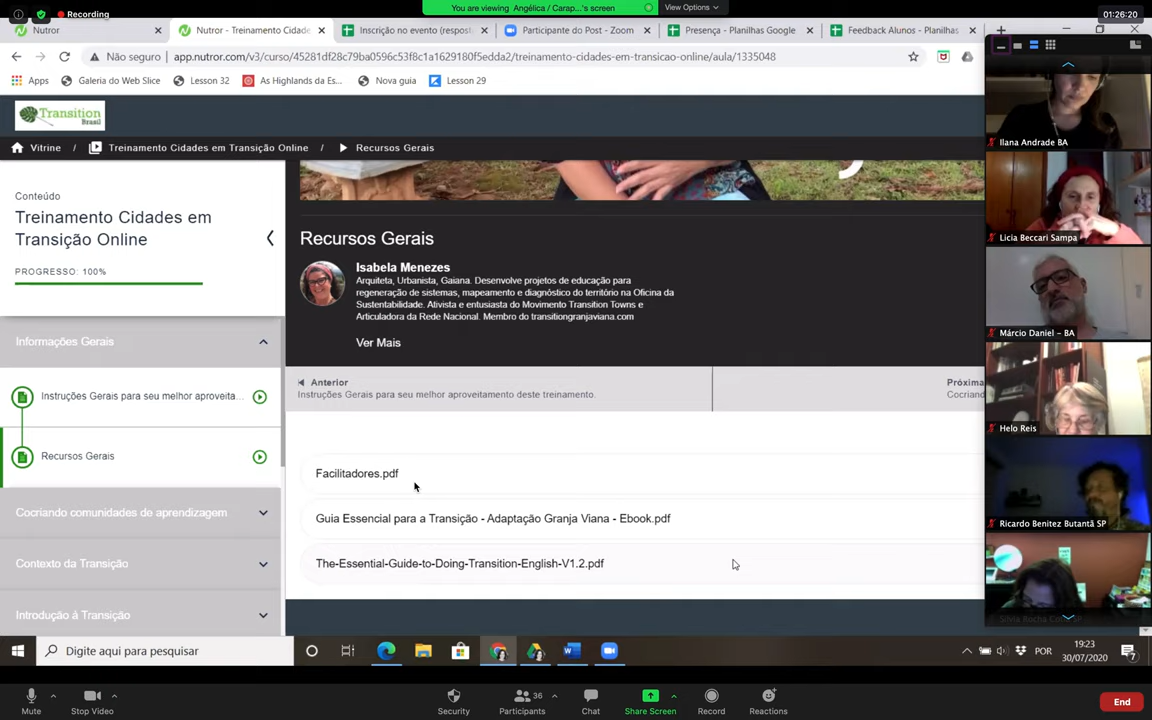 Recording
You are viewing Angélica / Carap...'s screen
View Options
01:26:20
Nutror
Nutror - Treinamento Cidades
Inscrição no evento (respost
Participante do Post - Zoom
Presença - Planilhas Google
Feedback Alunos - Planilhas
Não seguro
app.nutror.com/v3/curso/45281df28c79ba0596c53f8c1a1629180f5edda2/treinamento-cidades-em-transicao-online/aula/1335048
Apps
Galeria do Web Slice
Lesson 32
As Highlands da Es...
Nova guia
Lesson 29
Transition
Brasil
Vitrine / Treinamento Cidades em Transição Online / Recursos Gerais
Conteúdo
Treinamento Cidades em
Transição Online
PROGRESSO: 100%
Informações Gerais
Instruções Gerais para seu melhor aproveita...
Recursos Gerais
Cocriando comunidades de aprendizagem
Contexto da Transição
Introdução à Transição
Recursos Gerais
Isabela Menezes
Arquiteta, Urbanista, Gaiana. Desenvolve projetos de educação para
regeneração de sistemas, mapeamento e diagnóstico do território na Oficina da
Sustentabilidade. Ativista e entusiasta do Movimento Transition Towns e
Articuladora da Rede Nacional. Membro do transitiongranjaviana.com
Ver Mais
Anterior
Instruções Gerais para seu melhor aproveitamento deste treinamento.
Próxima
Cocrian
Facilitadores.pdf
Guia Essencial para a Transição - Adaptação Granja Viana - Ebook.pdf
The-Essential-Guide-to-Doing-Transition-English-V1.2.pdf
Ilana Andrade BA
Licia Beccari Sampa
Márcio Daniel - BA
Helo Reis
Ricardo Benitez Butantã SP
Digite aqui para pesquisar
POR
19:23
30/07/2020
7
Mute
Stop Video
Security
Participants
36
Chat
Share Screen
Record
Reactions
End